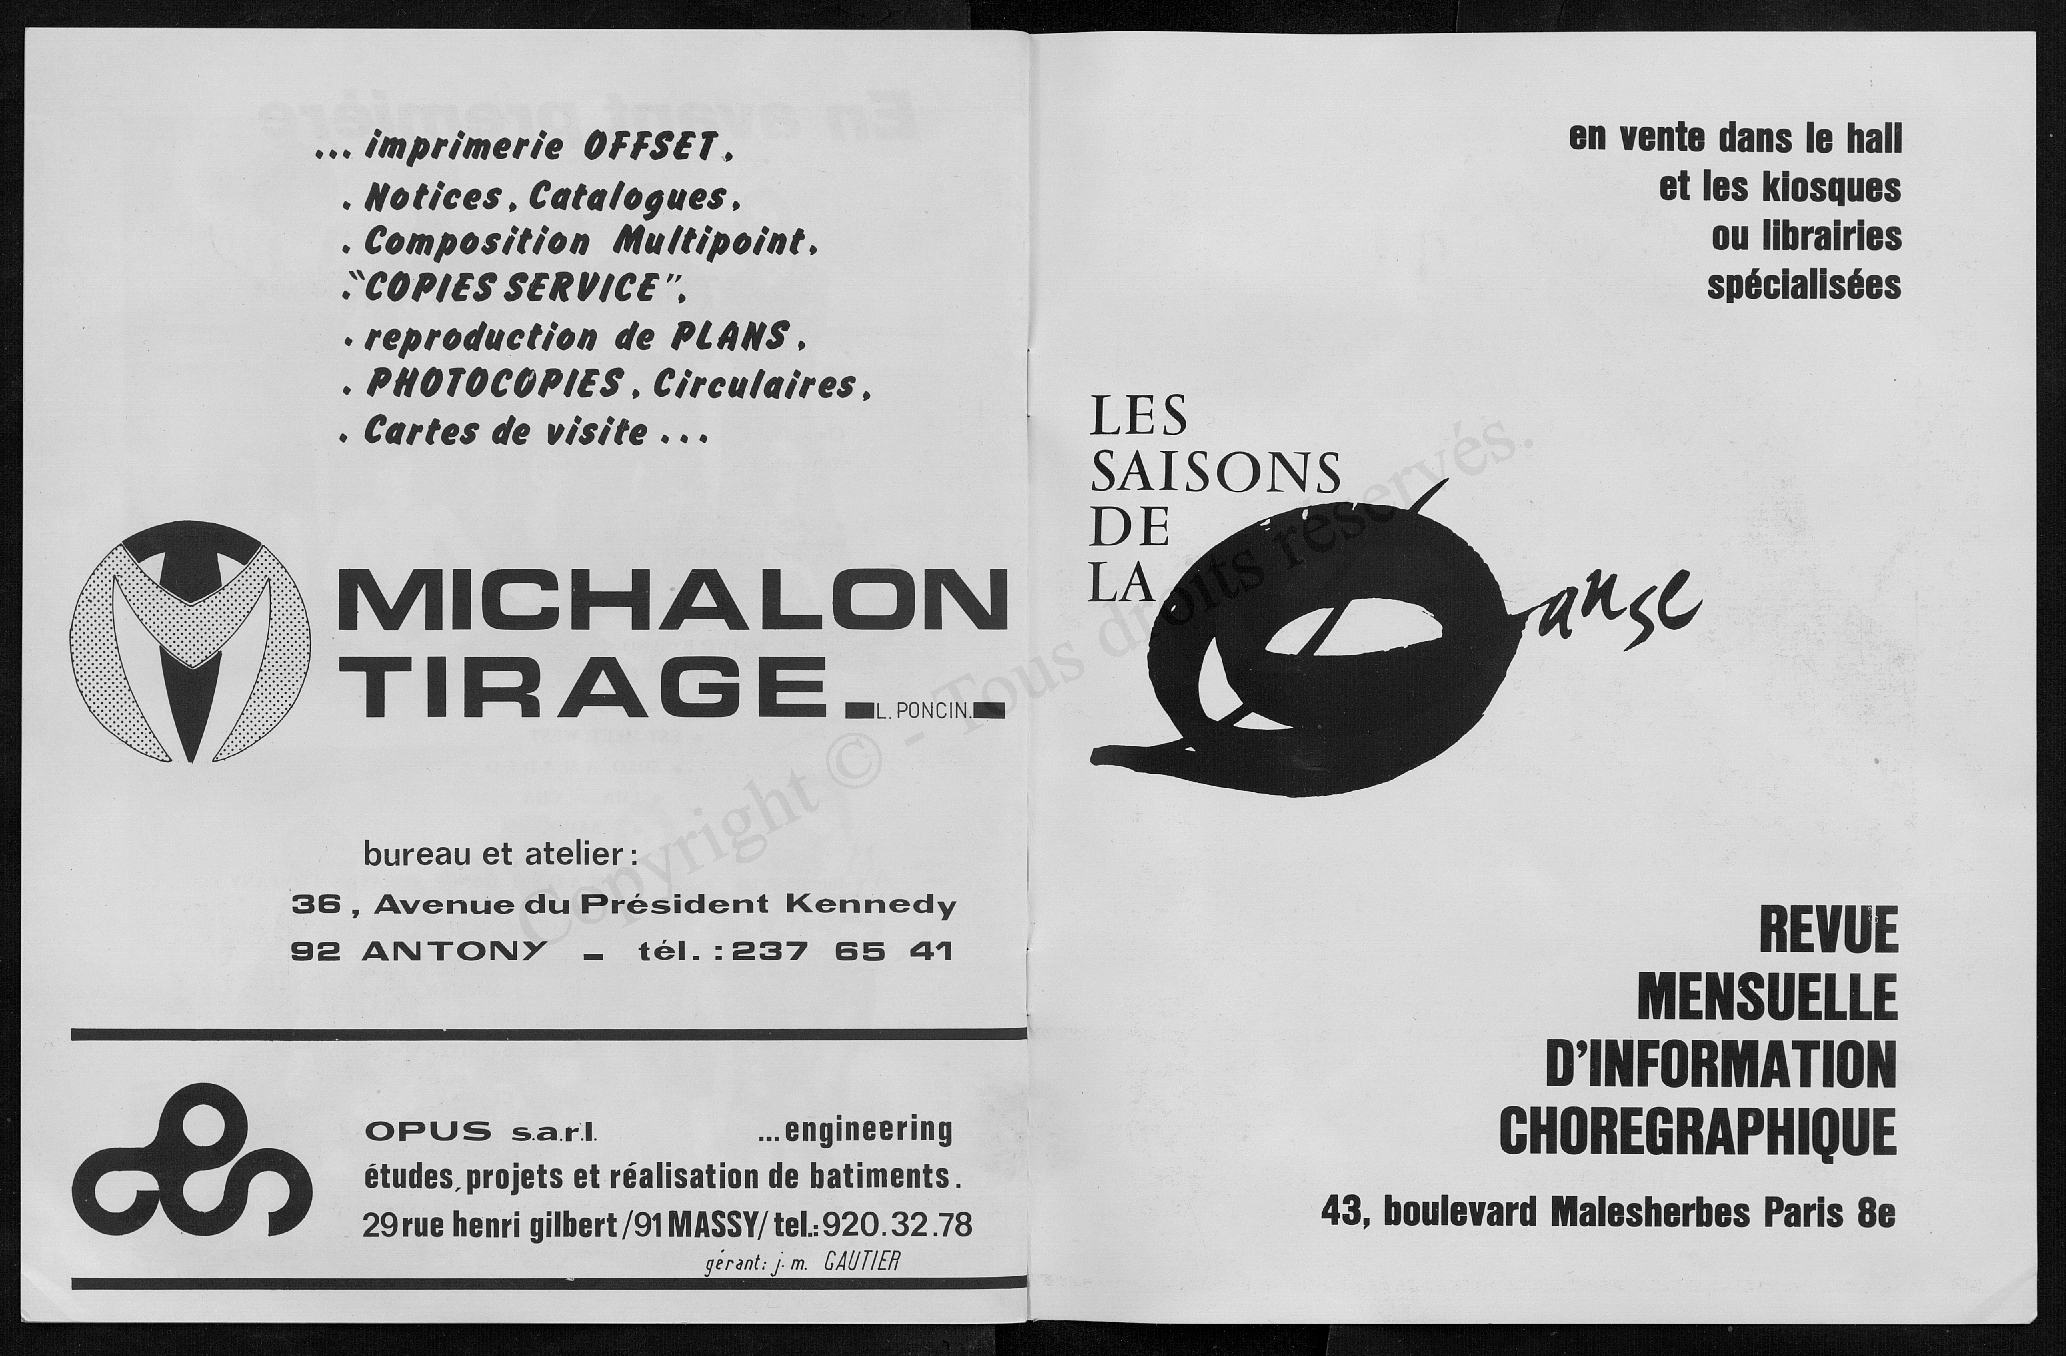 ... imprimerie OFFSET.
. Notices. Catalogues.
. Composition Multipoint.
."COPIES SERVICE".
. reproduction de PLANS.
. PHOTOCOPIES. Circulaires.
. Cartes de visite...
MICHALON
TIRAGE
L. PONCIN.
bureau et atelier:
36, Avenue du Président Kennedy
92 ANTONY – tél. : 237 65 41
OPUS s.a.r.l. ...engineering
études, projets et réalisation de batiments.
29 rue henri gilbert / 91 MASSY / tel.: 920.32.78
gérant: j. m. GAUTIER
en vente dans le hall
et les kiosques
ou librairies
spécialisées
LES
SAISONS
DE
LA
Danse
REVUE
MENSUELLE
D'INFORMATION
CHOREGRAPHIQUE
43, boulevard Malesherbes Paris 8e
Copyright © - Tous droits réservés.